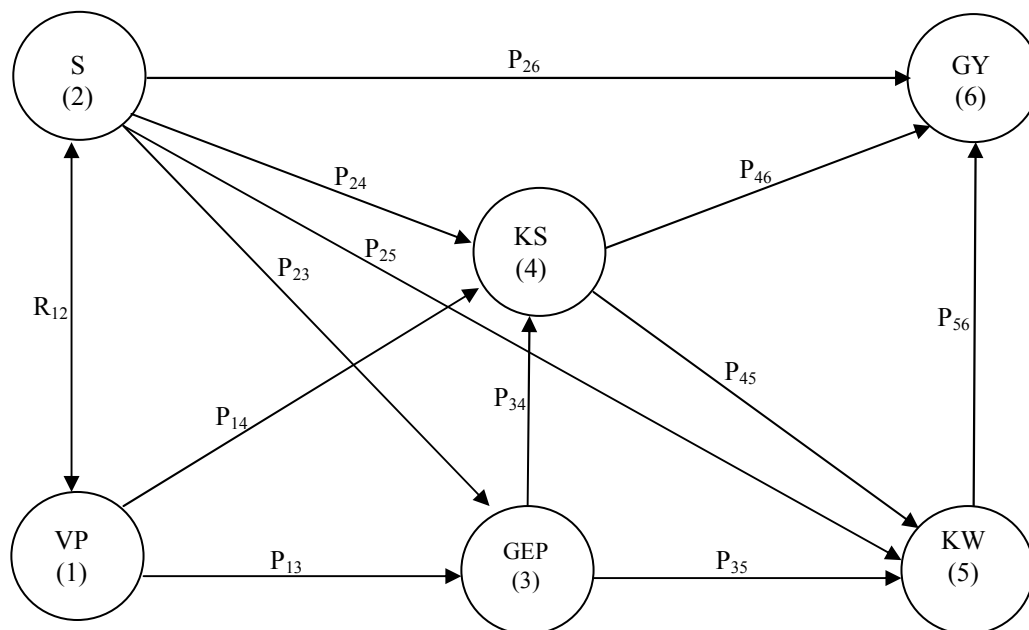 S
(2)
P₂₆
GY
(6)
P₂₄
P₄₆
KS
(4)
P₂₅
P₂₃
R₁₂
P₅₆
P₄₅
P₃₄
P₁₄
VP
(1)
P₁₃
GEP
(3)
P₃₅
KW
(5)